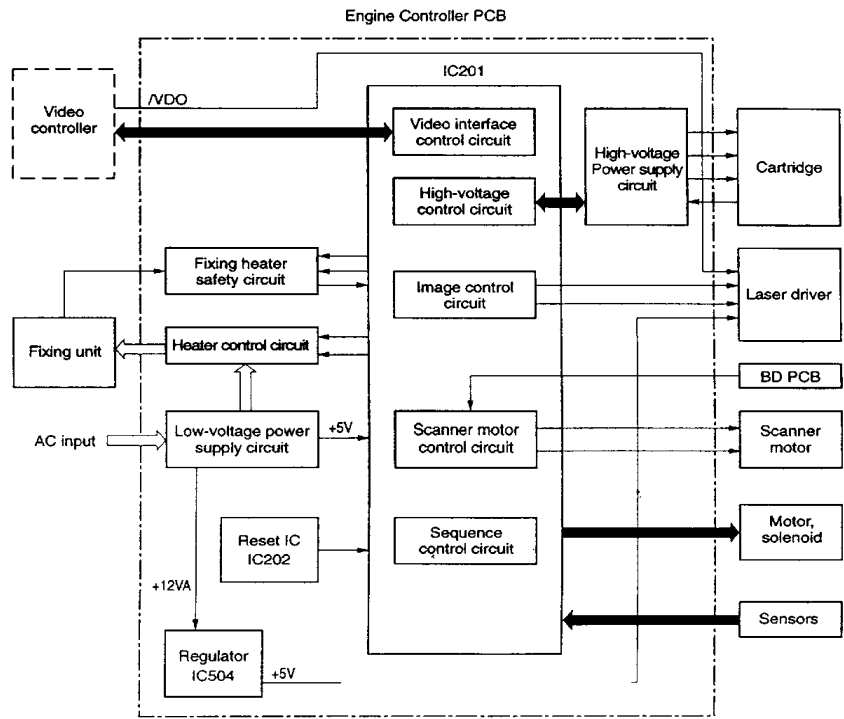 Engine Controller PCB
IC201
Video
controller
/VDO
Video interface
control circuit
High-voltage
control circuit
High-voltage
Power supply
circuit
Cartridge
Fixing heater
safety circuit
Image control
circuit
Laser driver
Fixing unit
Heater control circuit
BD PCB
AC input
Low-voltage power
supply circuit
+5V
Scanner motor
control circuit
Scanner
motor
Reset IC
IC202
Sequence
control circuit
Motor,
solenoid
+12VA
Sensors
Regulator
IC504
+5V